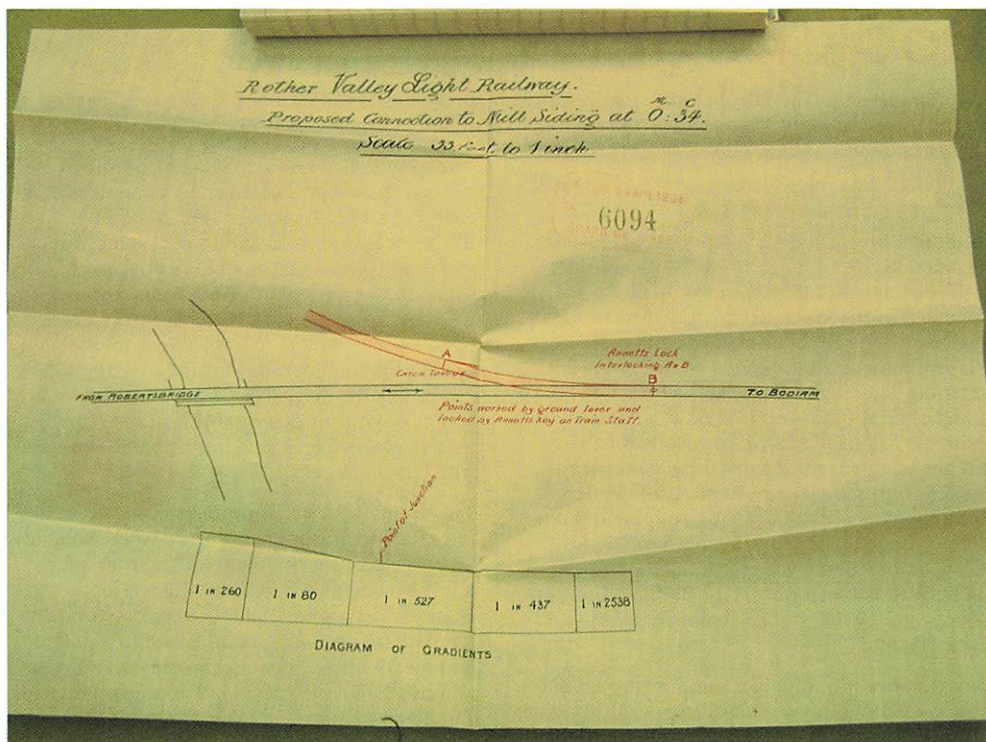 Rother Valley Light Railway.
Proposed Connection to Mill Siding at 0:34.
M. C
Scale 33 Feet to 1 inch
6094
A
Catch Tongue
Annetts Lock
Interlocking A & B
B
FROM ROBERTSBRIDGE
TO BODIAM
Points worked by ground lever and
locked by Annetts Key on Train Staff
Point of Junction
1 IN 260
1 IN 80
1 IN 527
1 IN 437
1 IN 2538
DIAGRAM OF GRADIENTS